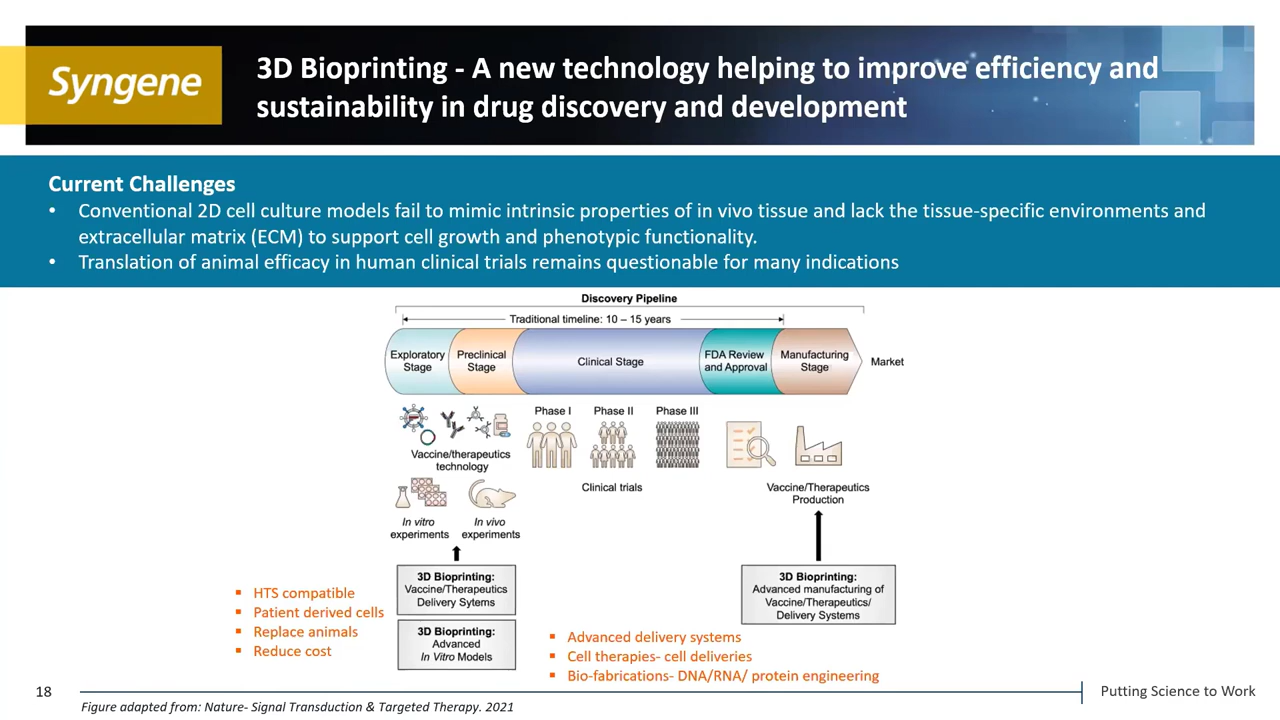 Syngene
3D Bioprinting - A new technology helping to improve efficiency and
sustainability in drug discovery and development
Current Challenges
• Conventional 2D cell culture models fail to mimic intrinsic properties of in vivo tissue and lack the tissue-specific environments and
extracellular matrix (ECM) to support cell growth and phenotypic functionality.
• Translation of animal efficacy in human clinical trials remains questionable for many indications
Discovery Pipeline
Traditional timeline: 10 – 15 years
Exploratory
Stage
Preclinical
Stage
Clinical Stage
FDA Review
and Approval
Manufacturing
Stage
Market
Vaccine/therapeutics
technology
Phase I
Phase II
Phase III
Clinical trials
Vaccine/Therapeutics
Production
In vitro
experiments
In vivo
experiments
3D Bioprinting:
Vaccine/Therapeutics
Delivery Sytems
3D Bioprinting:
Advanced
In Vitro Models
3D Bioprinting:
Advanced manufacturing of
Vaccine/Therapeutics/
Delivery Systems
▪ HTS compatible
▪ Patient derived cells
▪ Replace animals
▪ Reduce cost
▪ Advanced delivery systems
▪ Cell therapies- cell deliveries
▪ Bio-fabrications- DNA/RNA/ protein engineering
18
Putting Science to Work
Figure adapted from: Nature- Signal Transduction & Targeted Therapy. 2021